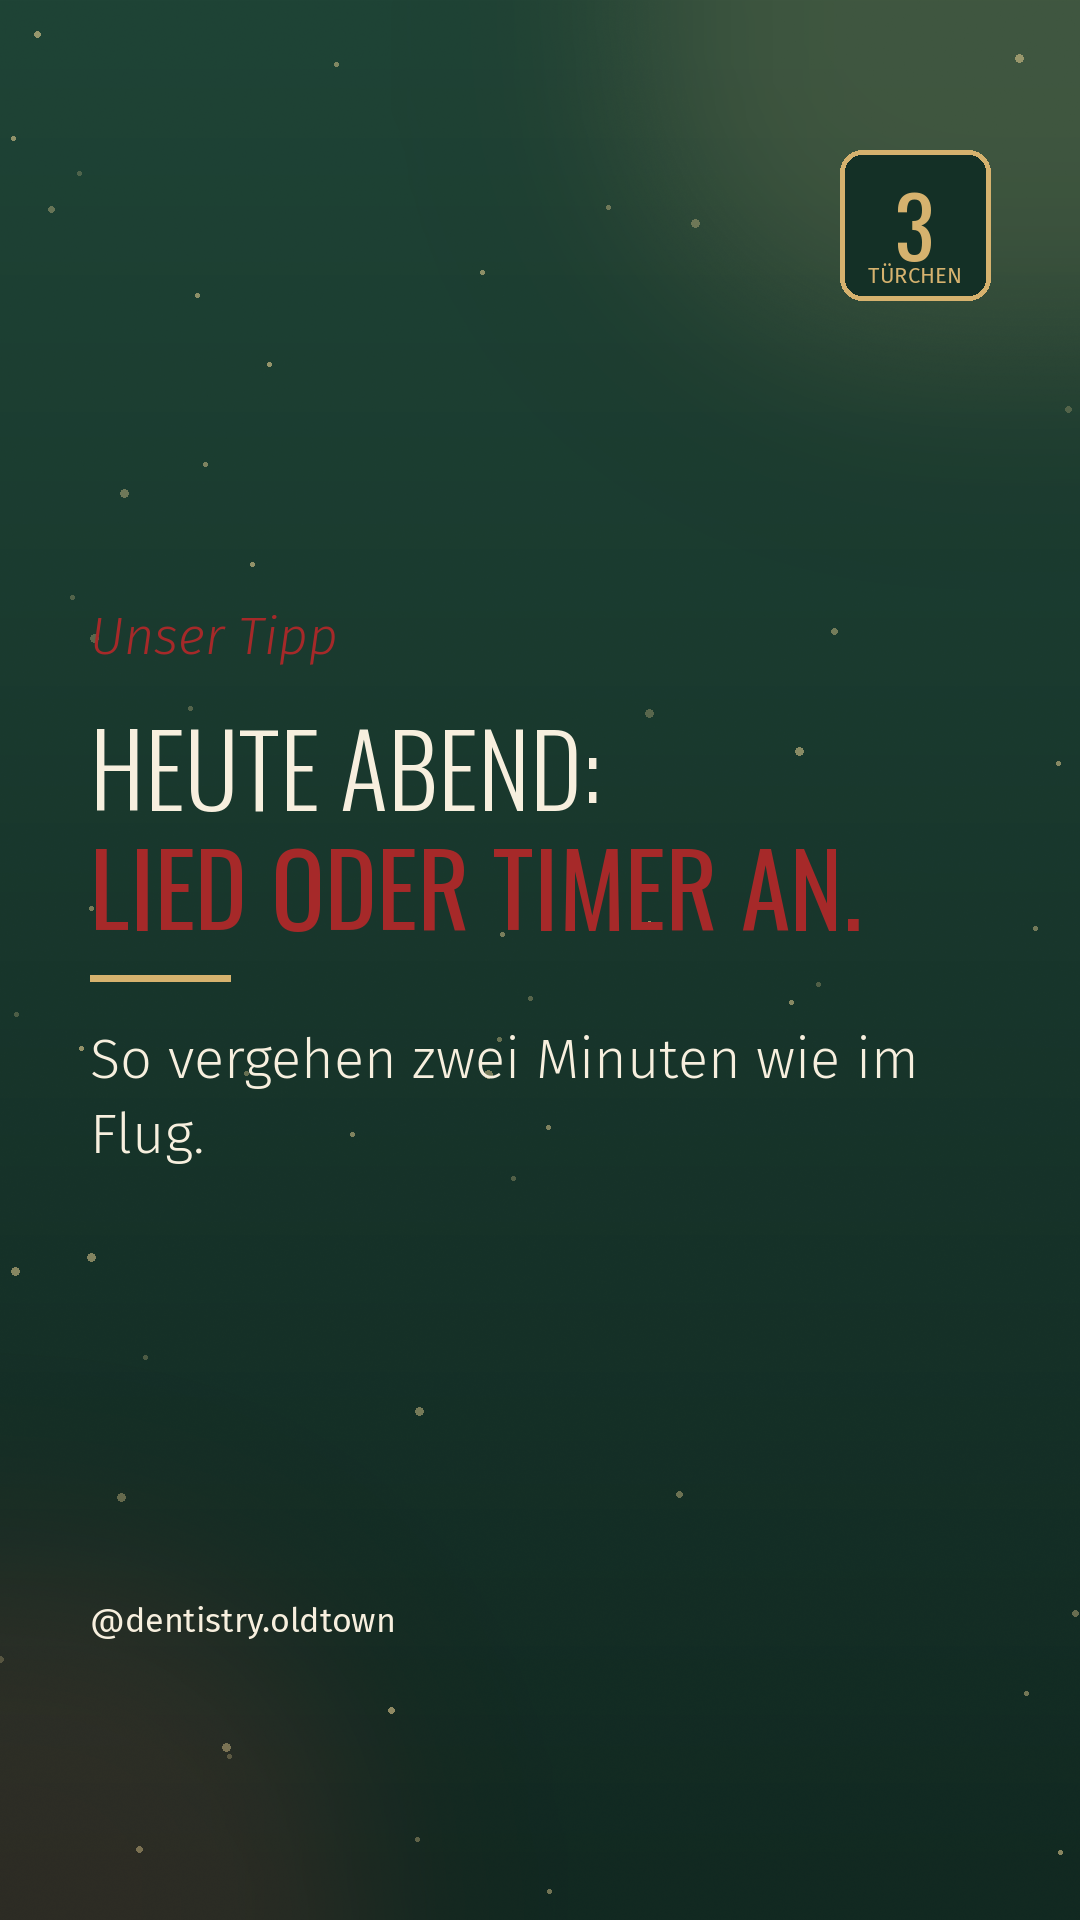 3
TÜRCHEN
Unser Tipp
HEUTE ABEND:
LIED ODER TIMER AN.
So vergehen zwei Minuten wie im
Flug.
@dentistry.oldtown